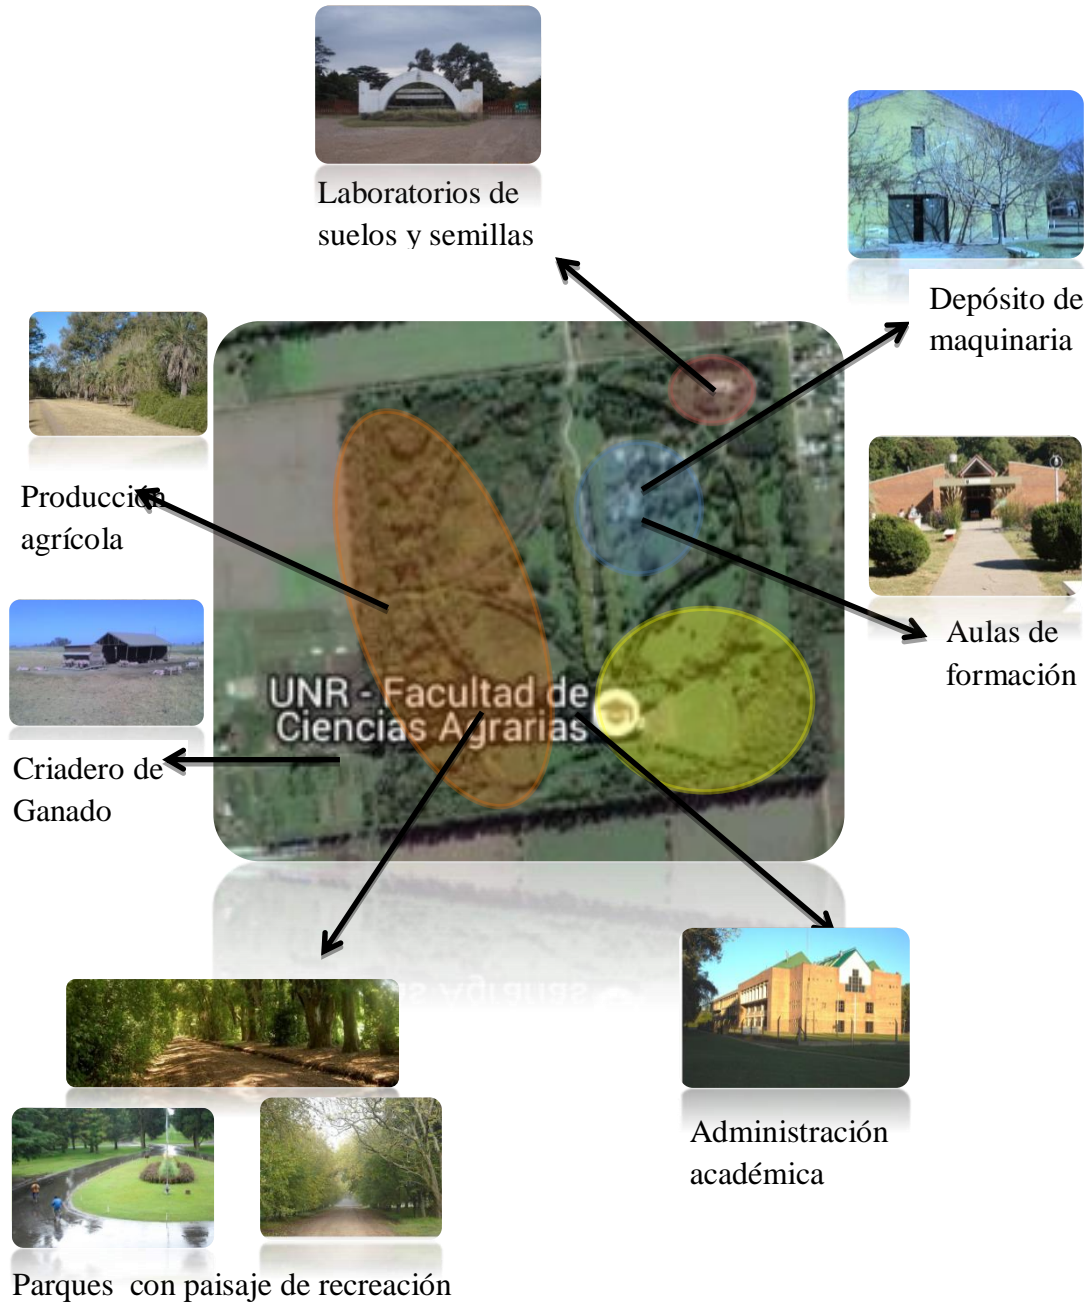 Laboratorios de
suelos y semillas
Depósito de
maquinaria
Producción
agrícola
Aulas de
formación
UNR - Facultad de
Ciencias Agrarias
Criadero de
Ganado
Administración
académica
Parques con paisaje de recreación